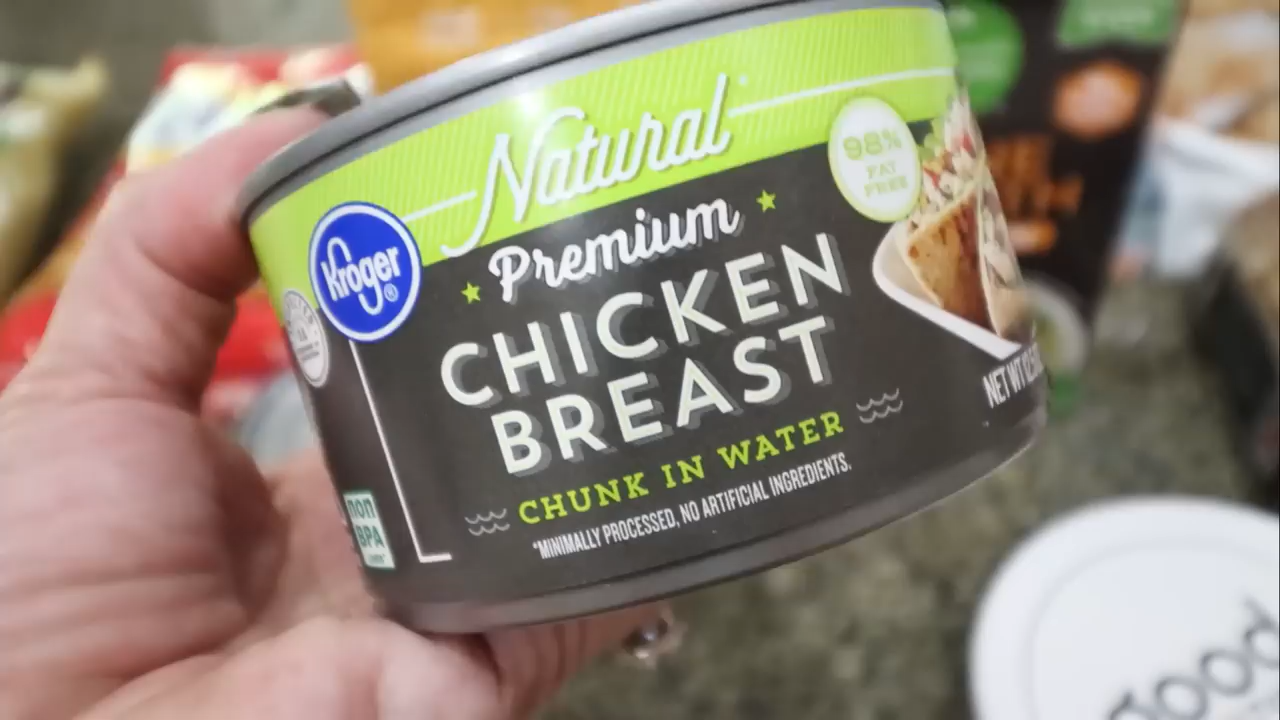 Natural*
98%
FAT
FREE
Kroger®
Premium
CHICKEN
BREAST
CHUNK IN WATER
*MINIMALLY PROCESSED, NO ARTIFICIAL INGREDIENTS.
NET WT
non
BPA
food